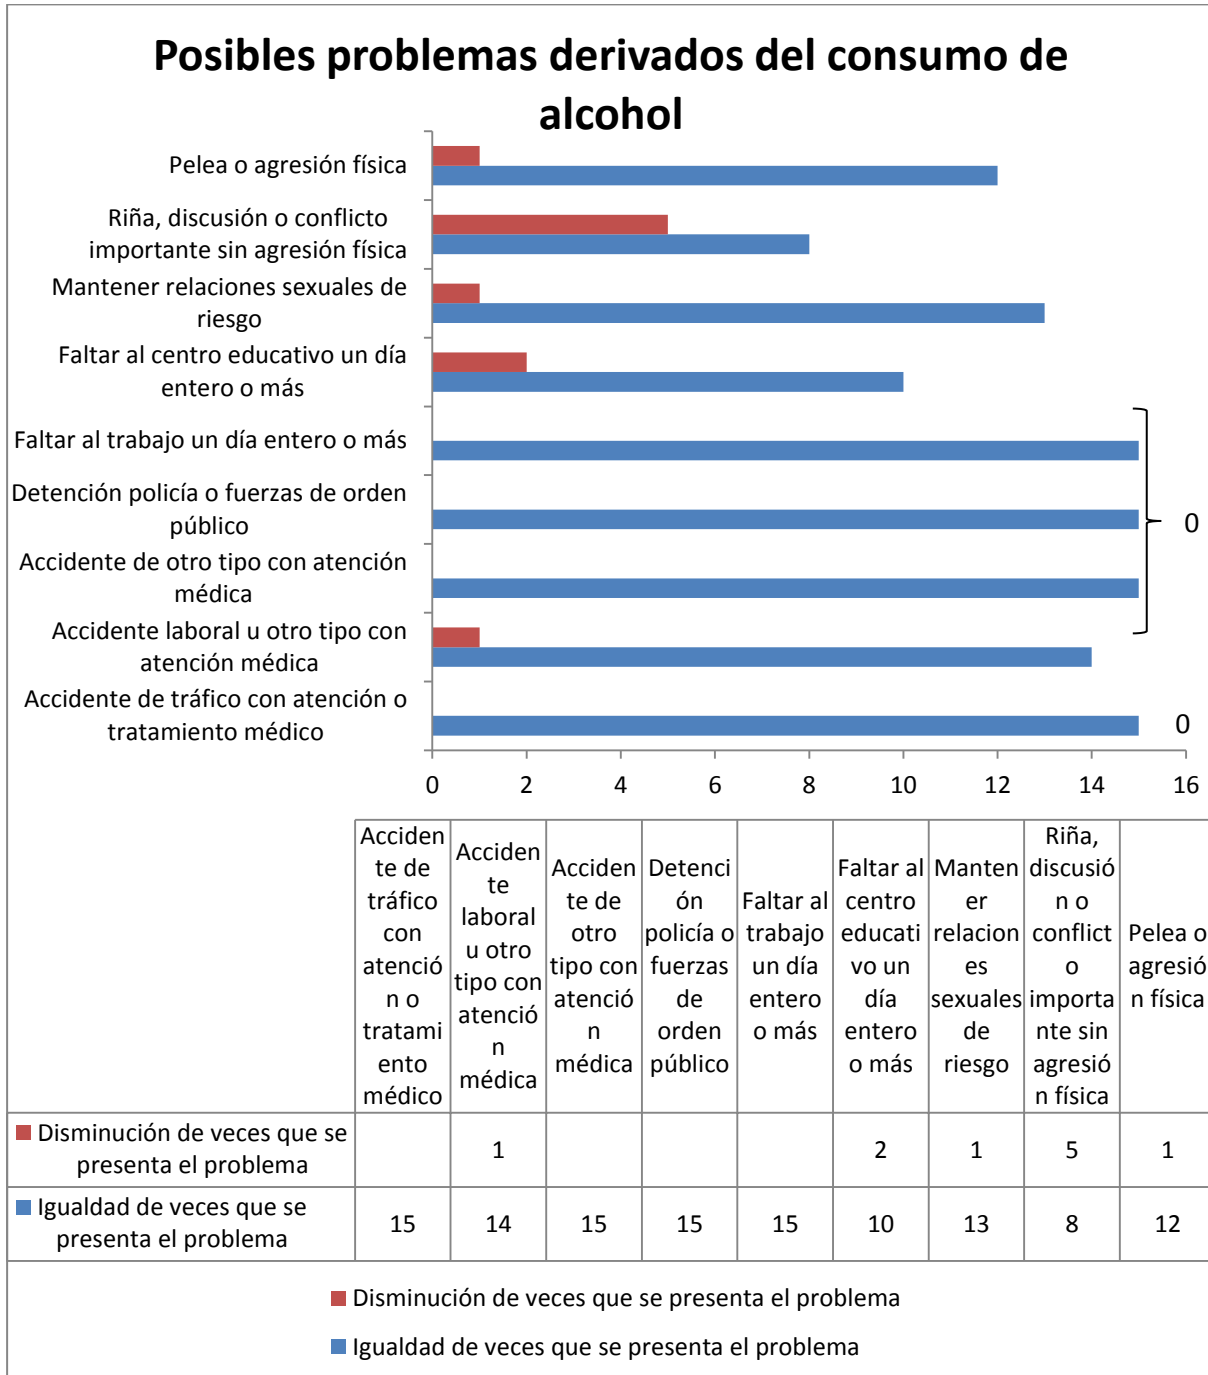 Posibles problemas derivados del consumo de
alcohol
Pelea o agresión física
Riña, discusión o conflicto
importante sin agresión física
Mantener relaciones sexuales de
riesgo
Faltar al centro educativo un día
entero o más
Faltar al trabajo un día entero o más
Detención policía o fuerzas de orden
público
0
Accidente de otro tipo con atención
médica
Accidente laboral u otro tipo con
atención médica
Accidente de tráfico con atención o
tratamiento médico
0
0 2 4 6 8 10 12 14 16
Acciden
te de
tráfico
con
atenció
n o
tratami
ento
médico
Acciden
te
laboral
u otro
tipo con
atenció
n
médica
Acciden
te de
otro
tipo con
atenció
n
médica
Detenci
ón
policía o
fuerzas
de
orden
público
Faltar al
trabajo
un día
entero
o más
Faltar al
centro
educati
vo un
día
entero
o más
Manten
er
relacion
es
sexuales
de
riesgo
Riña,
discusió
n o
conflict
o
importa
nte sin
agresió
n física
Pelea o
agresió
n física
Disminución de veces que se
presenta el problema
1 2 1 5 1
Igualdad de veces que se
presenta el problema
15 14 15 15 15 10 13 8 12
Disminución de veces que se presenta el problema
Igualdad de veces que se presenta el problema